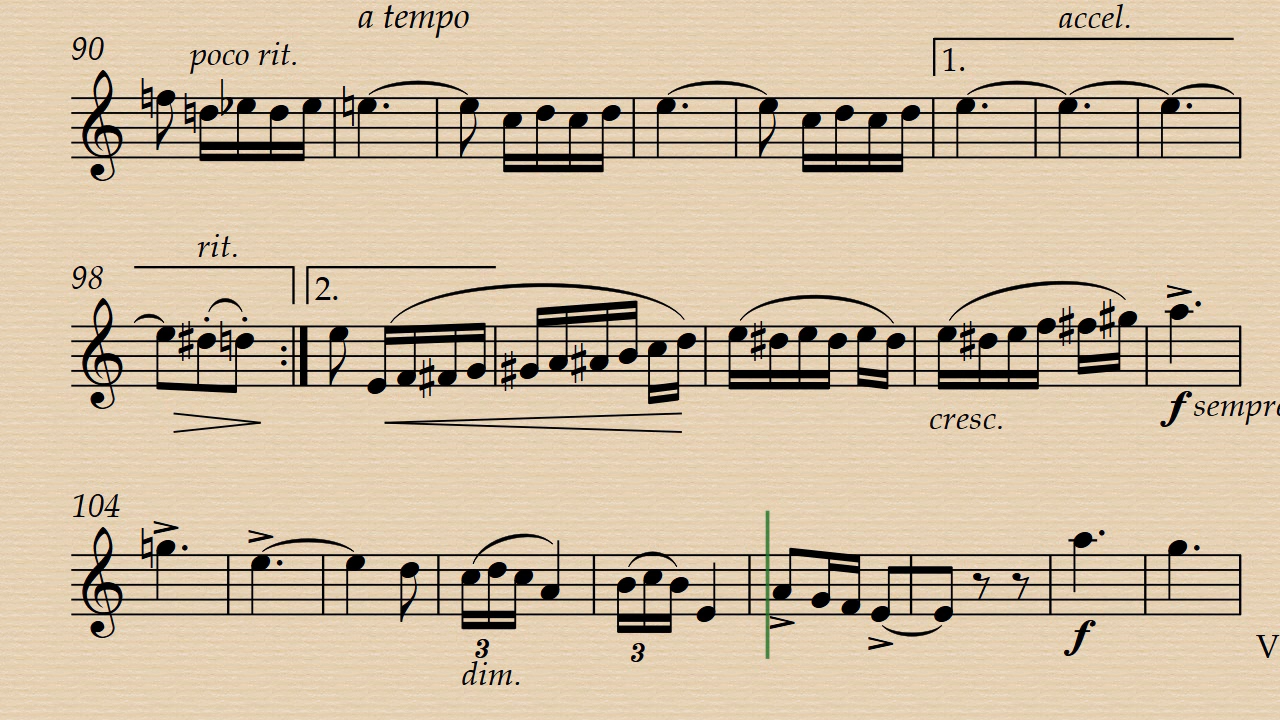 a tempo
accel.
90
poco rit.
1.
rit.
98
2.
cresc.
f sempre
104
3
3
dim.
f
V